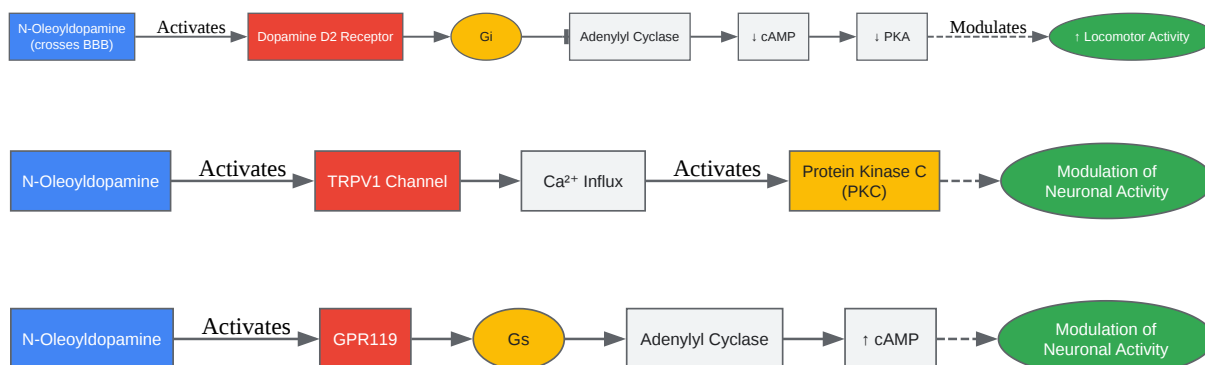 N-Oleoyldopamine
(crosses BBB)
Activates
Dopamine D2 Receptor
Gi
Adenylyl Cyclase
↓ cAMP
↓ PKA
Modulates
↑ Locomotor Activity
N-Oleoyldopamine
Activates
TRPV1 Channel
Ca²⁺ Influx
Activates
Protein Kinase C
(PKC)
Modulation of
Neuronal Activity
N-Oleoyldopamine
Activates
GPR119
Gs
Adenylyl Cyclase
↑ cAMP
Modulation of
Neuronal Activity